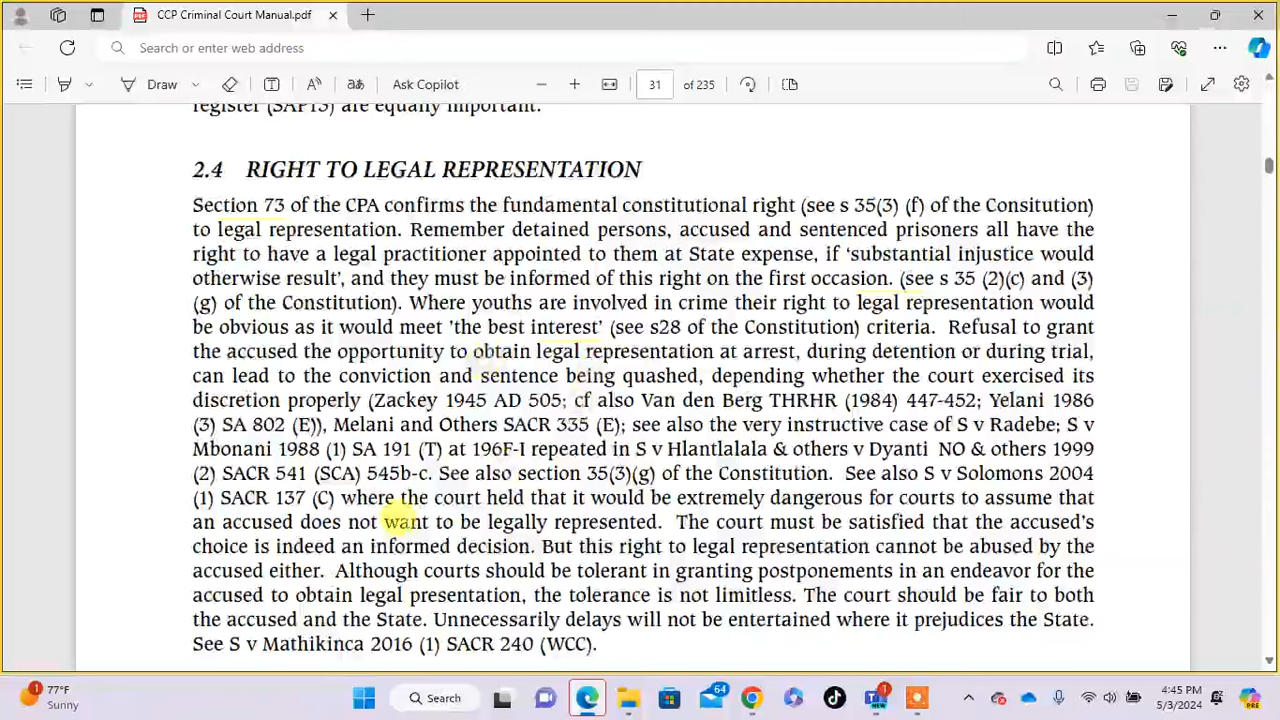 CCP Criminal Court Manual.pdf
Search or enter web address
Draw
Ask Copilot
31 of 235
register (SAP13) are equally important.
2.4 RIGHT TO LEGAL REPRESENTATION
Section 73 of the CPA confirms the fundamental constitutional right (see s 35(3) (f) of the Consitution)
to legal representation. Remember detained persons, accused and sentenced prisoners all have the
right to have a legal practitioner appointed to them at State expense, if ‘substantial injustice would
otherwise result’, and they must be informed of this right on the first occasion. (see s 35 (2)(c) and (3)
(g) of the Constitution). Where youths are involved in crime their right to legal representation would
be obvious as it would meet ’the best interest’ (see s28 of the Constitution) criteria. Refusal to grant
the accused the opportunity to obtain legal representation at arrest, during detention or during trial,
can lead to the conviction and sentence being quashed, depending whether the court exercised its
discretion properly (Zackey 1945 AD 505; cf also Van den Berg THRHR (1984) 447-452; Yelani 1986
(3) SA 802 (E)), Melani and Others SACR 335 (E); see also the very instructive case of S v Radebe; S v
Mbonani 1988 (1) SA 191 (T) at 196F-I repeated in S v Hlantlalala & others v Dyanti NO & others 1999
(2) SACR 541 (SCA) 545b-c. See also section 35(3)(g) of the Constitution. See also S v Solomons 2004
(1) SACR 137 (C) where the court held that it would be extremely dangerous for courts to assume that
an accused does not want to be legally represented. The court must be satisfied that the accused’s
choice is indeed an informed decision. But this right to legal representation cannot be abused by the
accused either. Although courts should be tolerant in granting postponements in an endeavor for the
accused to obtain legal presentation, the tolerance is not limitless. The court should be fair to both
the accused and the State. Unnecessarily delays will not be entertained where it prejudices the State.
See S v Mathikinca 2016 (1) SACR 240 (WCC).
1
77°F
Sunny
Search
64
1
NEW
4:45 PM
5/3/2024
PRE